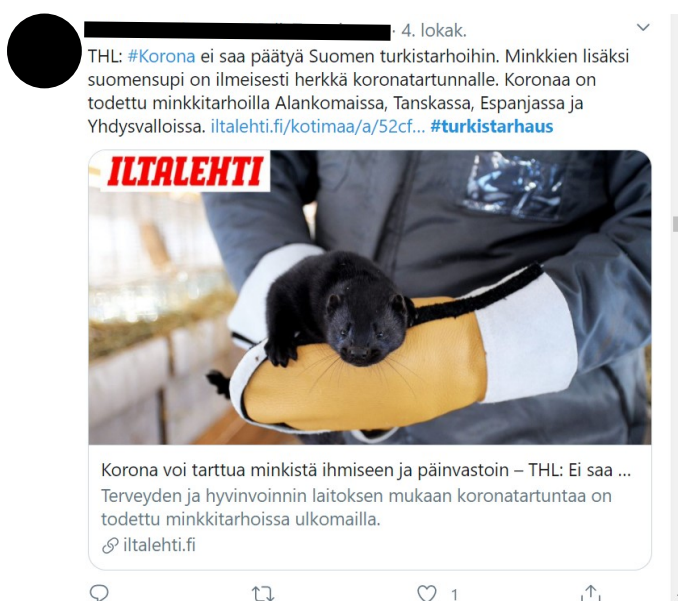 · 4. lokak.
THL: #Korona ei saa päätyä Suomen turkistarhoihin. Minkkien lisäksi
suomensupi on ilmeisesti herkkä koronatartunnalle. Koronaa on
todettu minkkitarhoilla Alankomaissa, Tanskassa, Espanjassa ja
Yhdysvalloissa. iltalehti.fi/kotimaa/a/52cf... #turkistarhaus
ILTALEHTI
Korona voi tarttua minkistä ihmiseen ja päinvastoin – THL: Ei saa ...
Terveyden ja hyvinvoinnin laitoksen mukaan koronatartuntaa on
todettu minkkitarhoissa ulkomailla.
iltalehti.fi
1